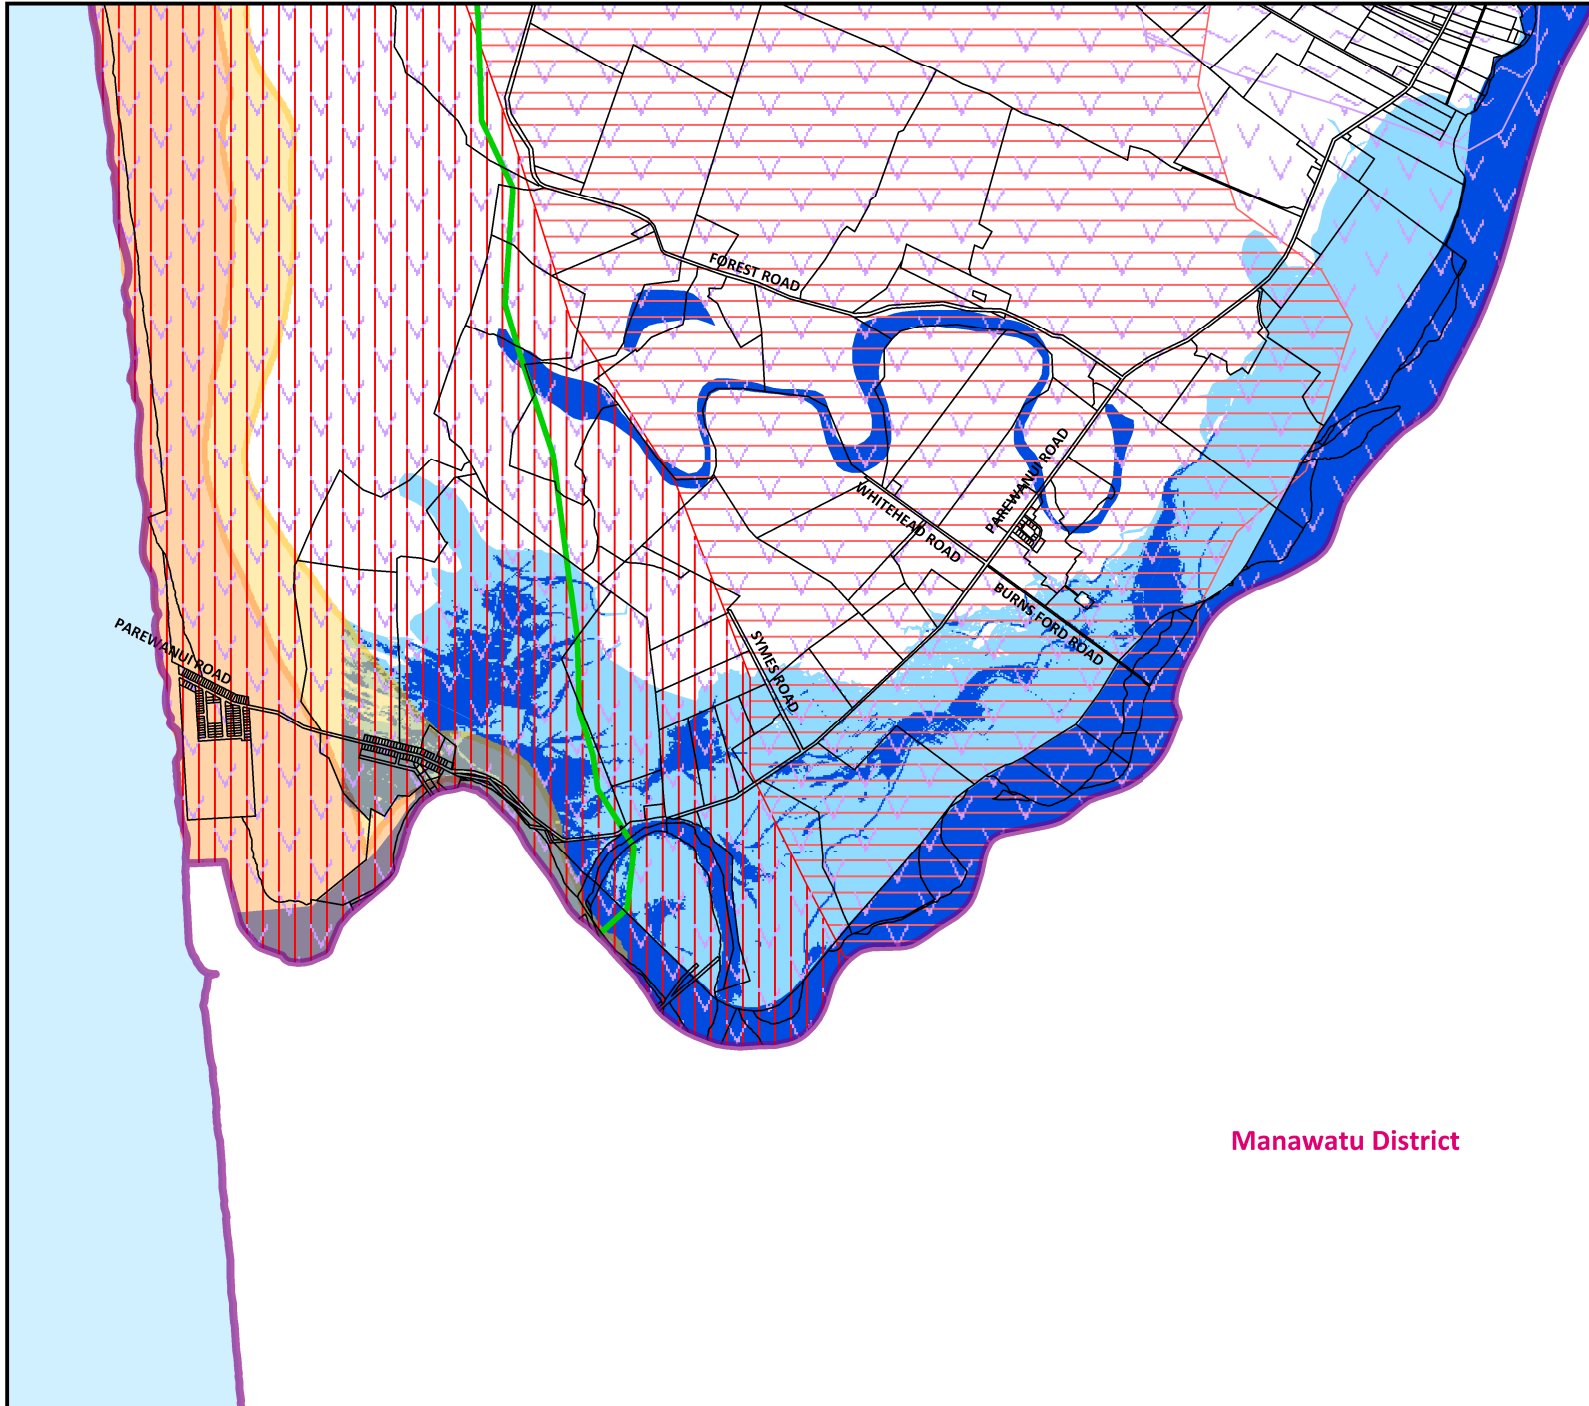 FOREST ROAD
PAREWANUI ROAD
WHITEHEAD ROAD
BURNS FORD ROAD
SYMES ROAD
PAREWANUI ROAD
Manawatu District